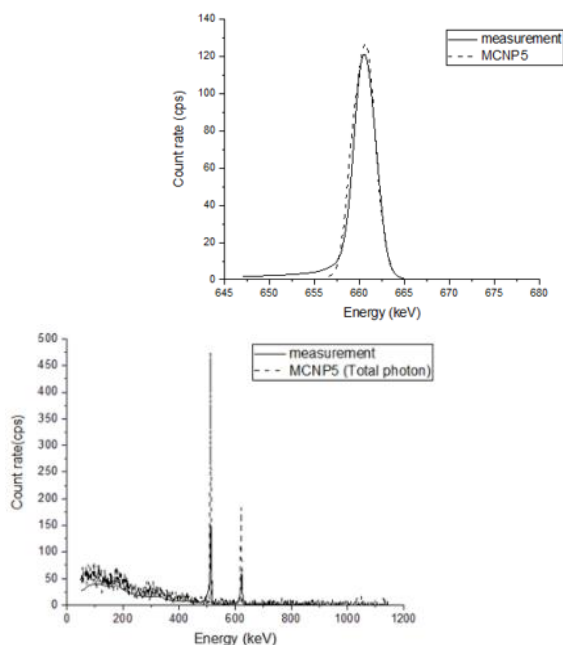 140
120
100
80
60
40
20
0
Count rate (cps)
measurement
MCNP5
645 650 655 660 665 670 675 680
Energy (keV)
500
450
400
350
300
250
200
150
100
50
0
Count rate(cps)
measurement
MCNP5 (Total photon)
0 200 400 600 800 1000 1200
Energy (keV)